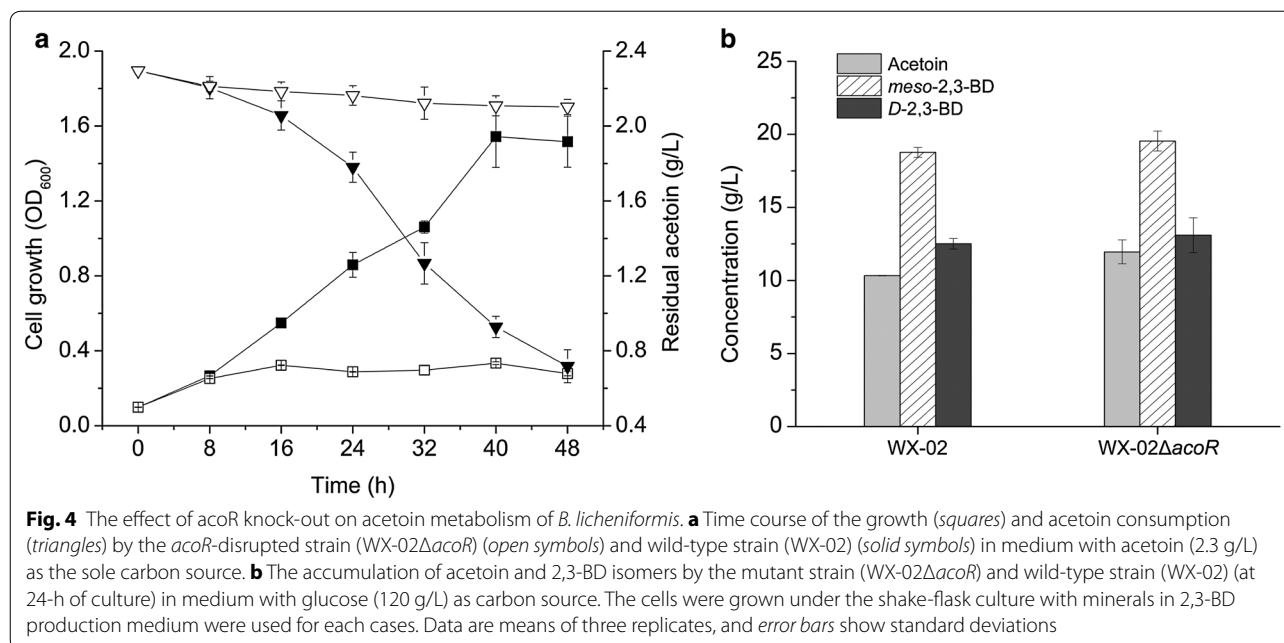 a
2.0
1.6
1.2
0.8
0.4
0.0
Cell growth (OD600)
2.4
2.0
1.6
1.2
0.8
0.4
Residual acetoin (g/L)
0 8 16 24 32 40 48
Time (h)
b
25
20
15
10
5
0
Concentration (g/L)
Acetoin
meso-2,3-BD
D-2,3-BD
WX-02 WX-02ΔacoR
Fig. 4 The effect of acoR knock-out on acetoin metabolism of B. licheniformis. a Time course of the growth (squares) and acetoin consumption
(triangles) by the acoR-disrupted strain (WX-02ΔacoR) (open symbols) and wild-type strain (WX-02) (solid symbols) in medium with acetoin (2.3 g/L)
as the sole carbon source. b The accumulation of acetoin and 2,3-BD isomers by the mutant strain (WX-02ΔacoR) and wild-type strain (WX-02) (at
24-h of culture) in medium with glucose (120 g/L) as carbon source. The cells were grown under the shake-flask culture with minerals in 2,3-BD
production medium were used for each cases. Data are means of three replicates, and error bars show standard deviations